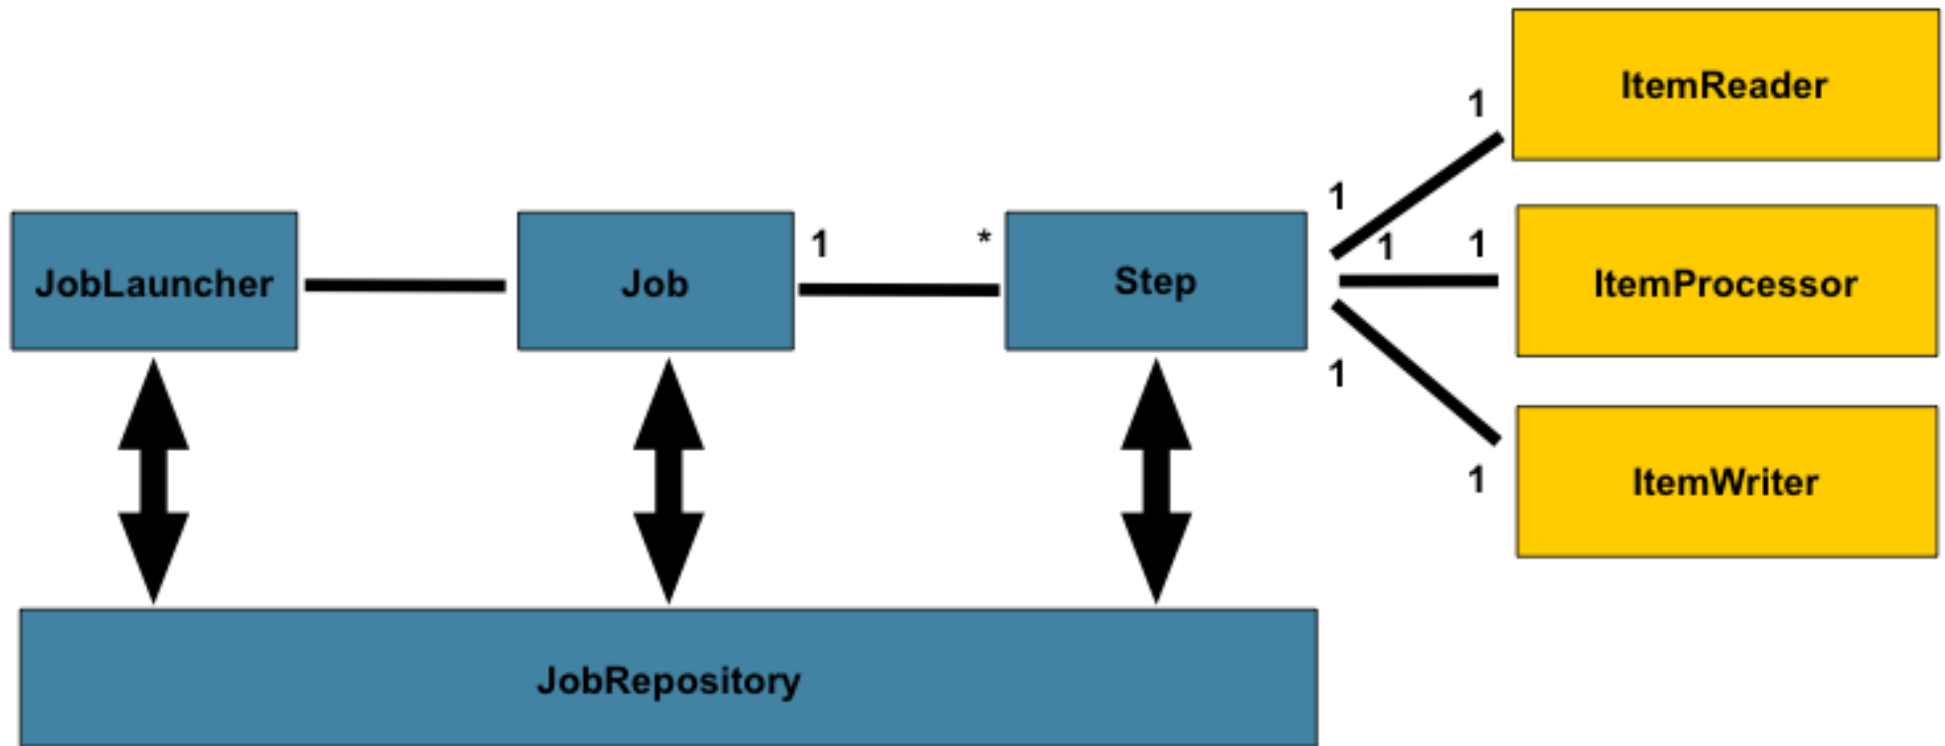 ItemReader
1
1
JobLauncher
Job
1
*
Step
1
1
ItemProcessor
1
1
ItemWriter
JobRepository